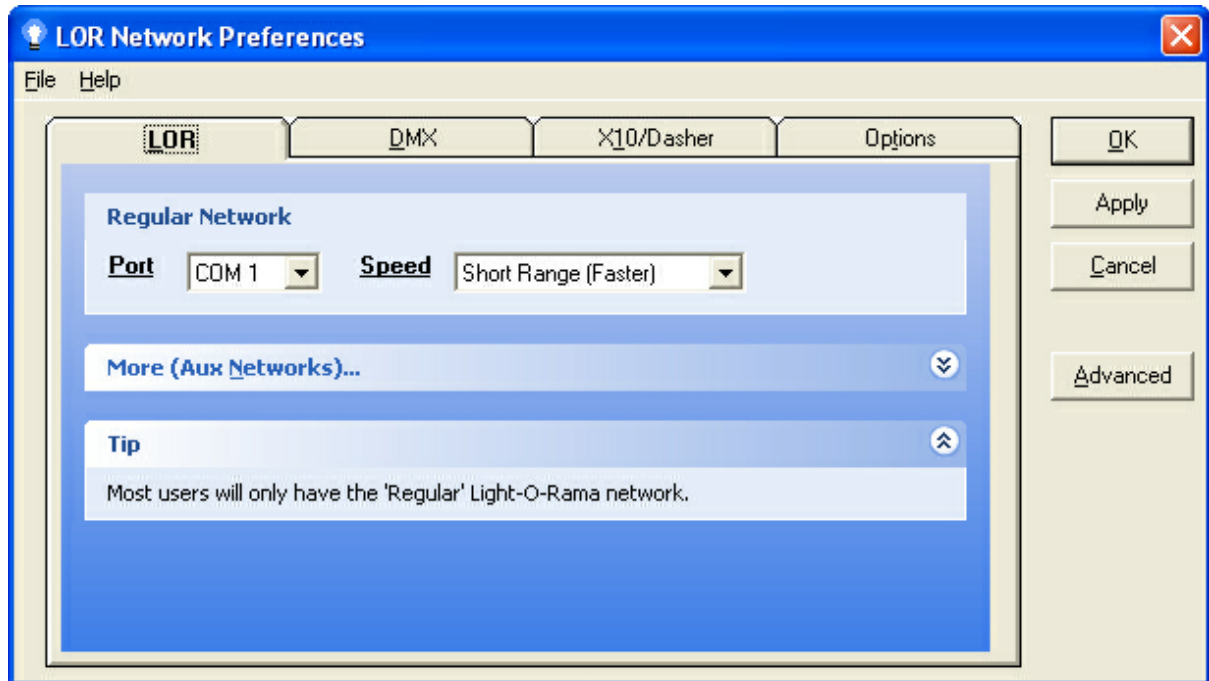 LOR Network Preferences
File Help
LOR DMX X10/Dasher Options
OK
Regular Network
Apply
Port COM 1 Speed Short Range (Faster)
Cancel
More (Aux Networks)...
Advanced
Tip
Most users will only have the 'Regular' Light-O-Rama network.